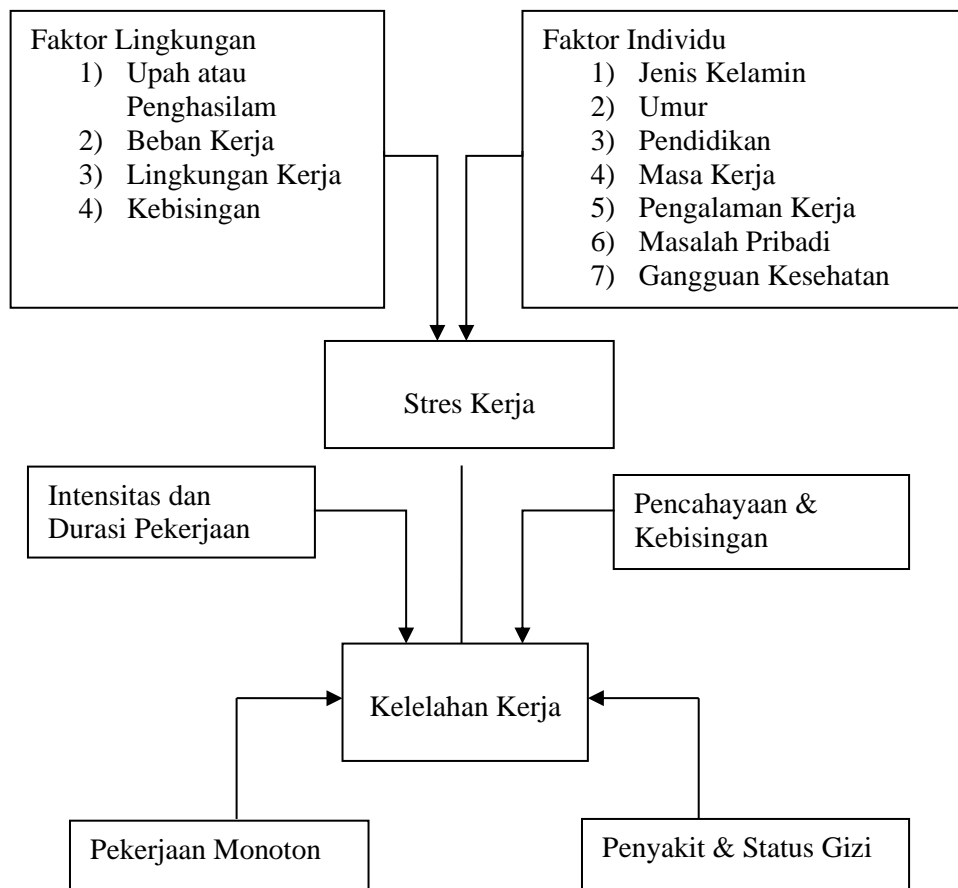 Faktor Lingkungan
1) Upah atau
Penghasilam
2) Beban Kerja
3) Lingkungan Kerja
4) Kebisingan
Faktor Individu
1) Jenis Kelamin
2) Umur
3) Pendidikan
4) Masa Kerja
5) Pengalaman Kerja
6) Masalah Pribadi
7) Gangguan Kesehatan
Stres Kerja
Intensitas dan
Durasi Pekerjaan
Pencahayaan &
Kebisingan
Kelelahan Kerja
Pekerjaan Monoton
Penyakit & Status Gizi